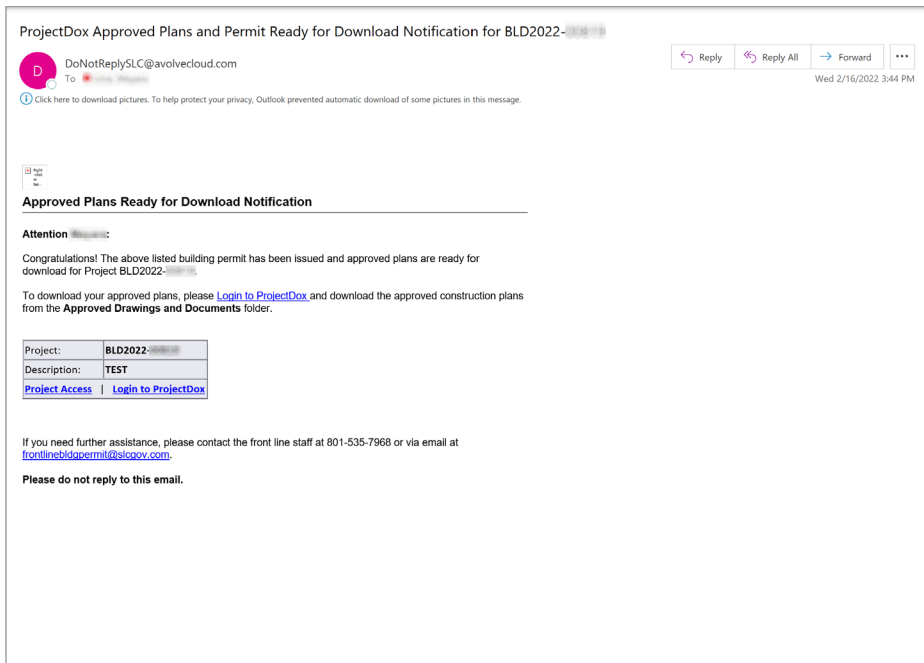 ProjectDox Approved Plans and Permit Ready for Download Notification for BLD2022-
D
DoNotReplySLC@avolvecloud.com
To
Reply
Reply All
Forward
Wed 2/16/2022 3:44 PM
Click here to download pictures. To help protect your privacy, Outlook prevented automatic download of some pictures in this message.
Approved Plans Ready for Download Notification
Attention :
Congratulations! The above listed building permit has been issued and approved plans are ready for
download for Project BLD2022- .
To download your approved plans, please Login to ProjectDox and download the approved construction plans
from the Approved Drawings and Documents folder.
Project: BLD2022-
Description: TEST
Project Access | Login to ProjectDox
If you need further assistance, please contact the front line staff at 801-535-7968 or via email at
frontlinebldgpermit@slcgov.com.
Please do not reply to this email.